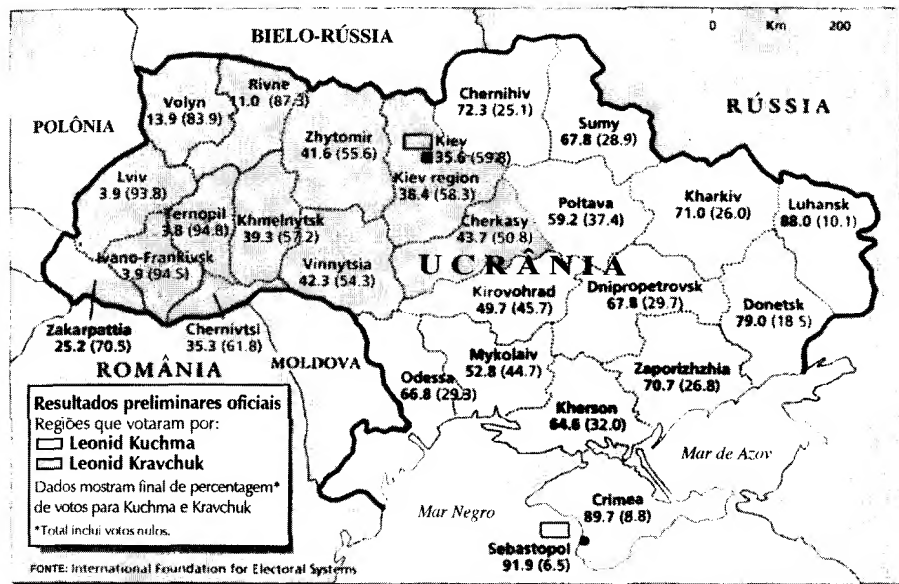 0 Km 200
BIELO-RÚSSIA
RÚSSIA
POLÔNIA
Volyn
13.9 (83.9)
Rivne
11.0 (87.3)
Zhytomir
41.6 (55.6)
Chernihiv
72.3 (25.1)
Sumy
67.8 (28.9)
Kiev
35.6 (59.8)
Kiev region
38.4 (58.3)
Lviv
3.9 (93.8)
Ternopil
3.8 (94.8)
Khmelnytsk
39.3 (57.2)
Cherkasy
43.7 (50.8)
Poltava
59.2 (37.4)
Kharkiv
71.0 (26.0)
Luhansk
88.0 (10.1)
Ivano-Frankivsk
3.9 (94.5)
Vinnytsia
42.3 (54.3)
UCRÂNIA
Kirovohrad
49.7 (45.7)
Dnipropetrovsk
67.8 (29.7)
Donetsk
79.0 (18.5)
Zakarpattia
25.2 (70.5)
Chernivtsi
35.3 (61.8)
ROMÂNIA
MOLDOVA
Odessa
66.8 (29.3)
Mykolaiv
52.8 (44.7)
Zaporizhzhia
70.7 (26.8)
Kherson
64.6 (32.0)
Mar de Azov
Mar Negro
Crimea
89.7 (8.8)
Sebastopol
91.9 (6.5)
Resultados preliminares oficiais
Regiões que votaram por:
Leonid Kuchma
Leonid Kravchuk
Dados mostram final de percentagem*
de votos para Kuchma e Kravchuk
*Total inclui votos nulos.
FONTE: International Foundation for Electoral Systems